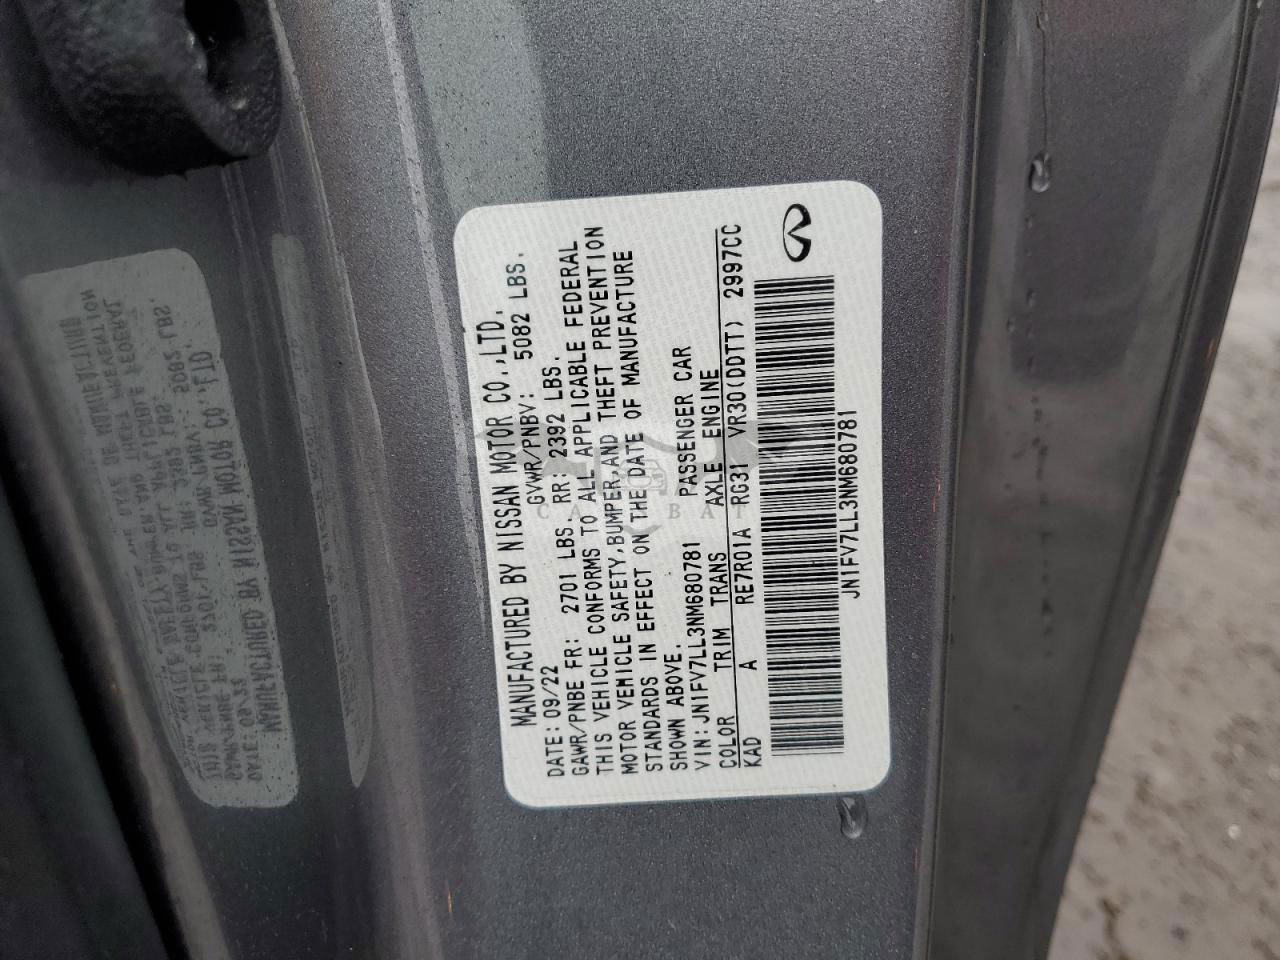 MANUFACTURED BY NISSAN MOTOR CO.,LTD.
DATE: 09/22 GVWR/PNBV: 5082 LBS.
GAWR/PNBE FR: 2701 LBS. RR: 2392 LBS.
THIS VEHICLE CONFORMS TO ALL APPLICABLE FEDERAL
MOTOR VEHICLE SAFETY,BUMPER,AND THEFT PREVENTION
STANDARDS IN EFFECT ON THE DATE OF MANUFACTURE
SHOWN ABOVE.
VIN: JN1FV7LL3NM680781 PASSENGER CAR
COLOR TRIM TRANS AXLE ENGINE
KAD A RE7R01A RG31 VR30(DDTT) 2997CC
JN1FV7LL3NM680781